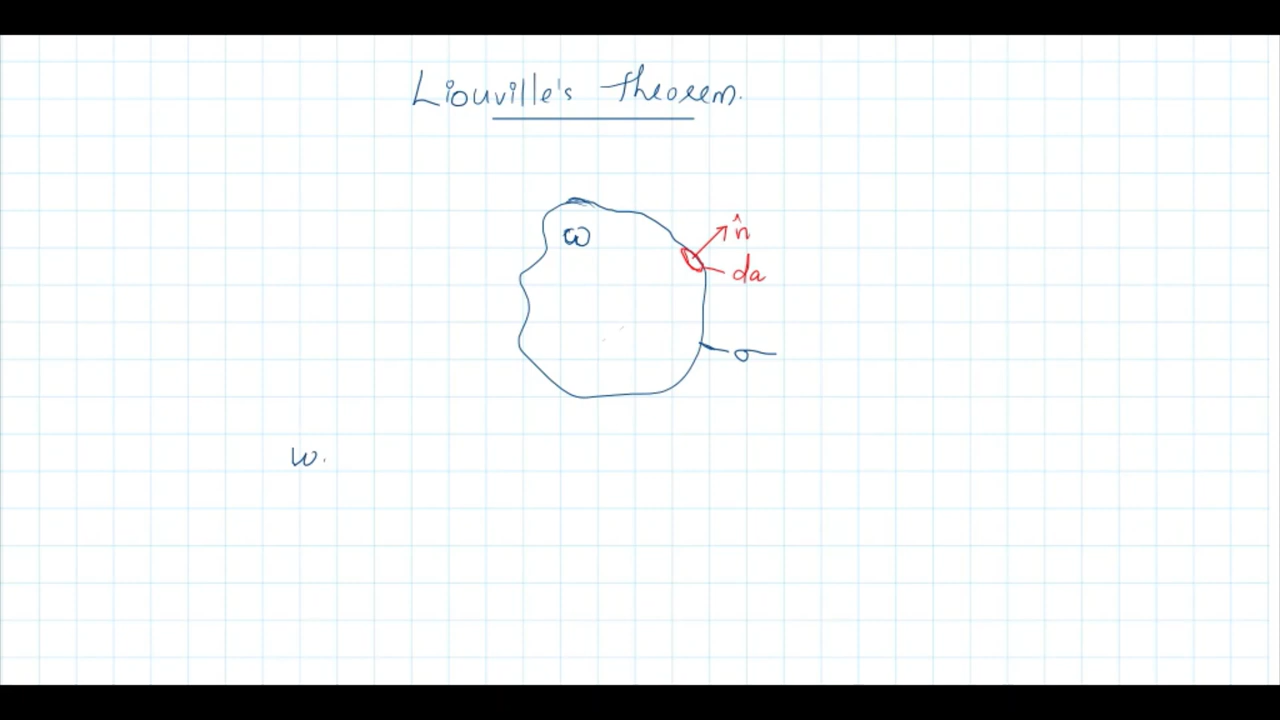 Liouville's theorem.
ω
n̂
da
σ
ω.